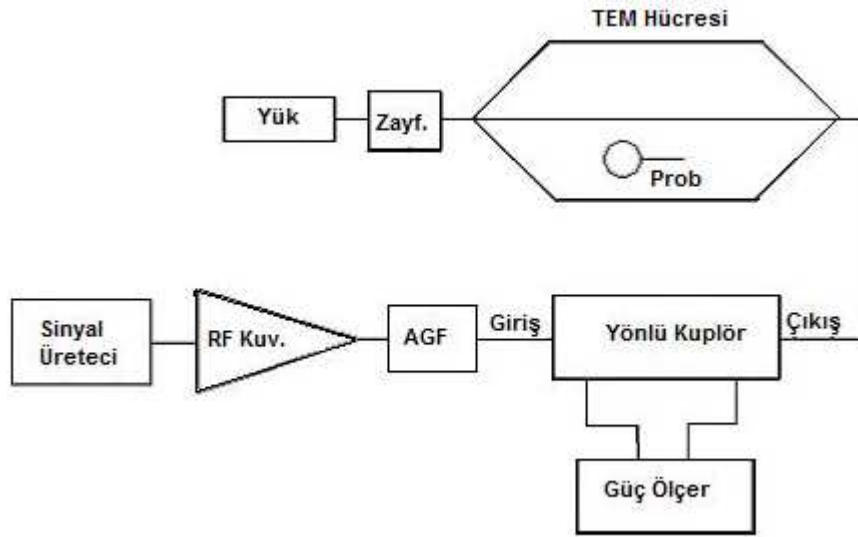 TEM Hücresi
Yük
Zayf.
Prob
Sinyal
Üreteci
RF Kuv.
AGF
Giriş
Yönlü Kuplör
Çıkış
Güç Ölçer